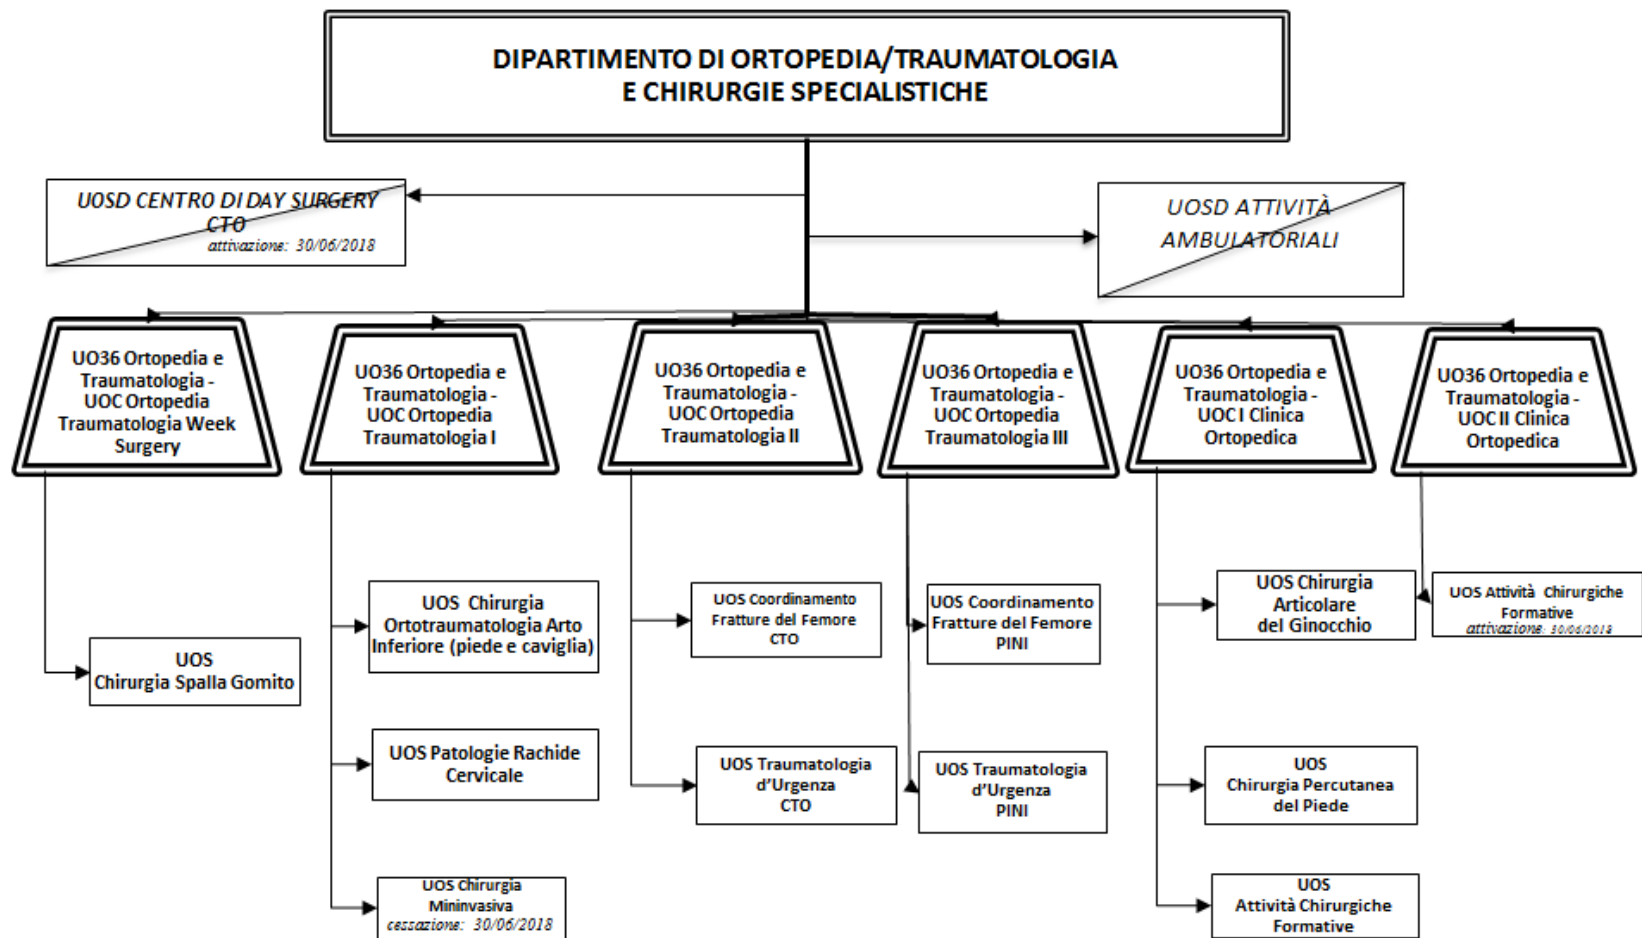 DIPARTIMENTO DI ORTOPEDIA/TRAUMATOLOGIA
E CHIRURGIE SPECIALISTICHE
UOSD CENTRO DI DAY SURGERY
CTO
attivazione: 30/06/2018
UOSD ATTIVITÀ
AMBULATORIALI
UO36 Ortopedia e
Traumatologia -
UOC Ortopedia
Traumatologia Week
Surgery
UO36 Ortopedia e
Traumatologia -
UOC Ortopedia
Traumatologia I
UO36 Ortopedia e
Traumatologia -
UOC Ortopedia
Traumatologia II
UO36 Ortopedia e
Traumatologia -
UOC Ortopedia
Traumatologia III
UO36 Ortopedia e
Traumatologia -
UOC I Clinica
Ortopedica
UO36 Ortopedia e
Traumatologia -
UOC II Clinica
Ortopedica
UOS
Chirurgia Spalla Gomito
UOS Chirurgia
Ortotraumatologia Arto
Inferiore (piede e caviglia)
UOS Patologie Rachide
Cervicale
UOS Chirurgia
Mininvasiva
cessazione: 30/06/2018
UOS Coordinamento
Fratture del Femore
CTO
UOS Traumatologia
d'Urgenza
CTO
UOS Coordinamento
Fratture del Femore
PINI
UOS Traumatologia
d'Urgenza
PINI
UOS Chirurgia
Articolare
del Ginocchio
UOS
Chirurgia Percutanea
del Piede
UOS
Attività Chirurgiche
Formative
UOS Attività Chirurgiche
Formative
attivazione: 30/06/2018